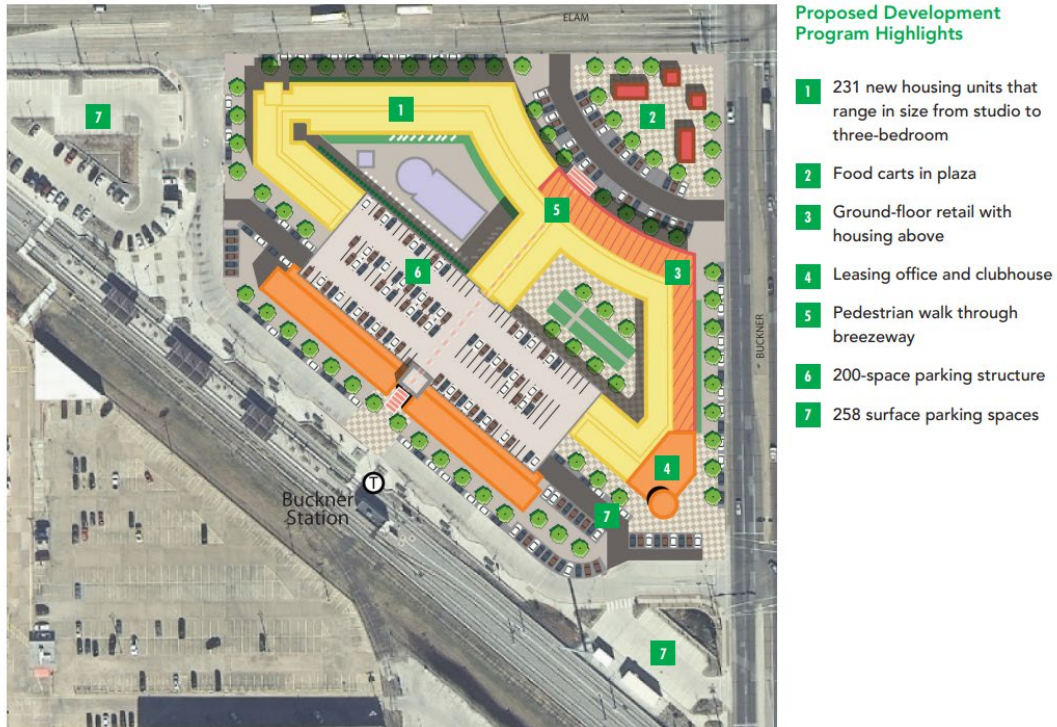 ELAM
Proposed Development
Program Highlights
1 231 new housing units that
range in size from studio to
three-bedroom
2 Food carts in plaza
3 Ground-floor retail with
housing above
4 Leasing office and clubhouse
5 Pedestrian walk through
breezeway
6 200-space parking structure
7 258 surface parking spaces
7
1
2
5
3
6
BUCKNER
4
T
Buckner
Station
7
7